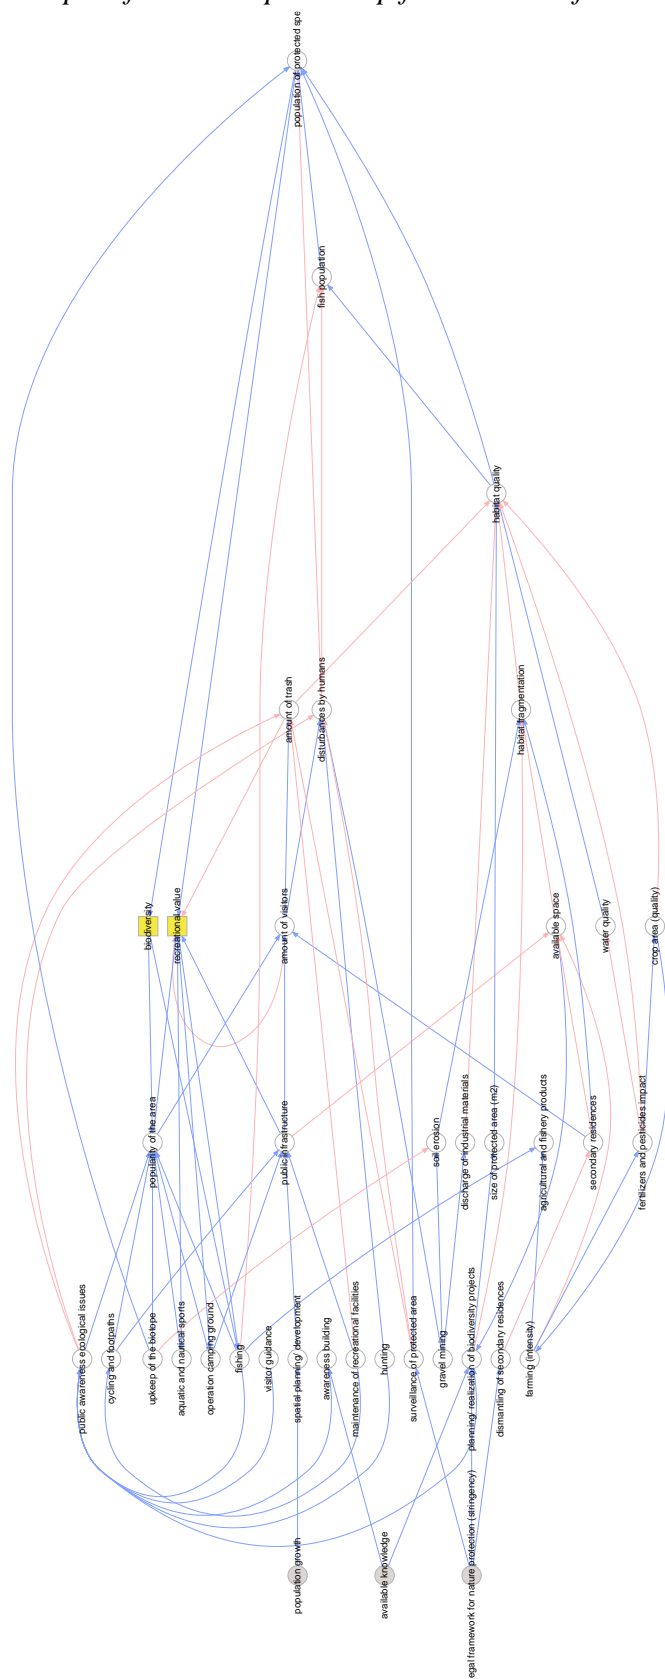 population of protected spe
fish population
habitat quality
amount of trash
disturbances by humans
habitat fragmentation
biodiversity
recreational value
amount of visitors
available space
water quality
crop area (quality)
popularity of the area
public infrastructure
soil erosion
discharge of industrial materials
size of protected area (m2)
agricultural and fishery products
secondary residences
fertilizers and pesticides impact
public awareness ecological issues
cycling and footpaths
upkeep of the biotope
aquatic and nautical sports
operation camping ground
fishing
visitor guidance
spatial planning/ development
awareness building
maintenance of recreational facilities
hunting
surveillance of protected area
gravel mining
planning/ realization of biodiversity projects
dismantling of secondary residences
farming (intensity)
population growth
available knowledge
egal framework for nature protection (stringency)